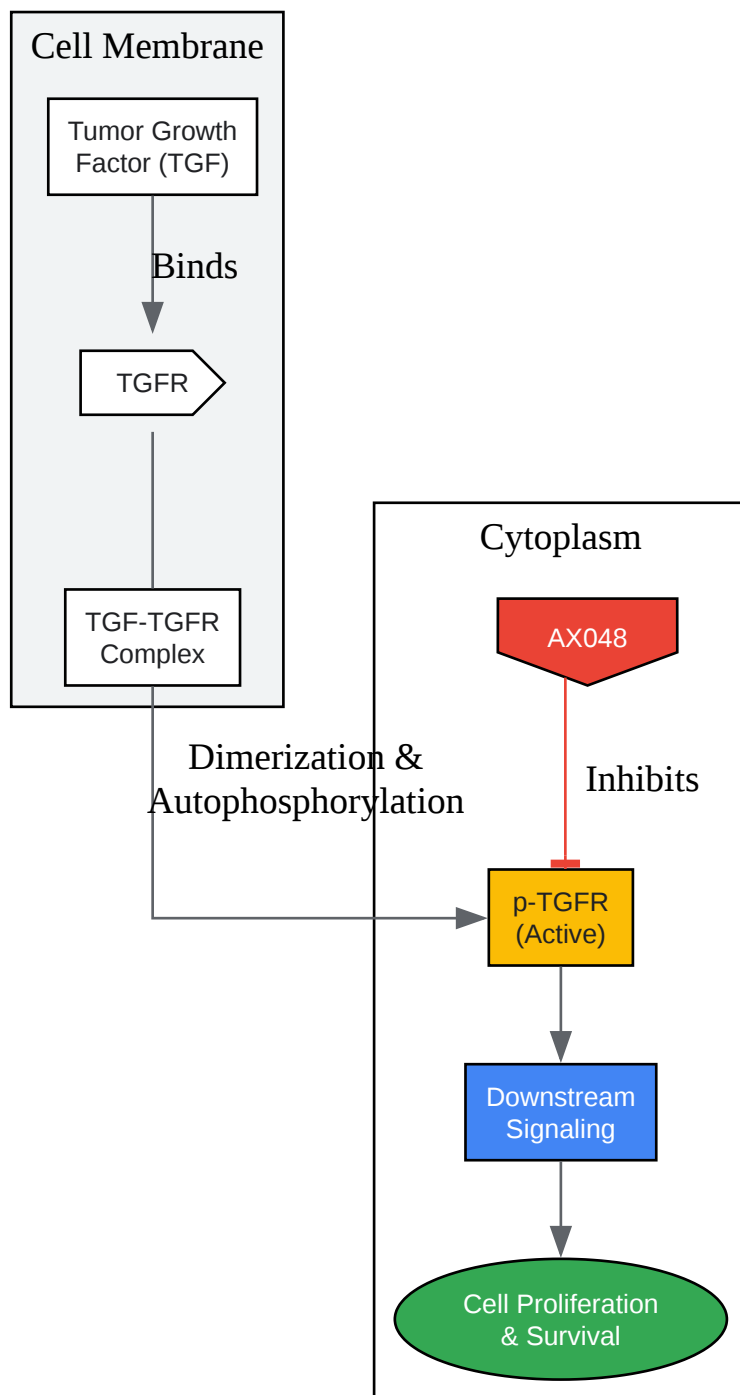 Cell Membrane
Tumor Growth
Factor (TGF)
Binds
TGFR
TGF-TGFR
Complex
Dimerization &
Autophosphorylation
Cytoplasm
AX048
Inhibits
p-TGFR
(Active)
Downstream
Signaling
Cell Proliferation
& Survival